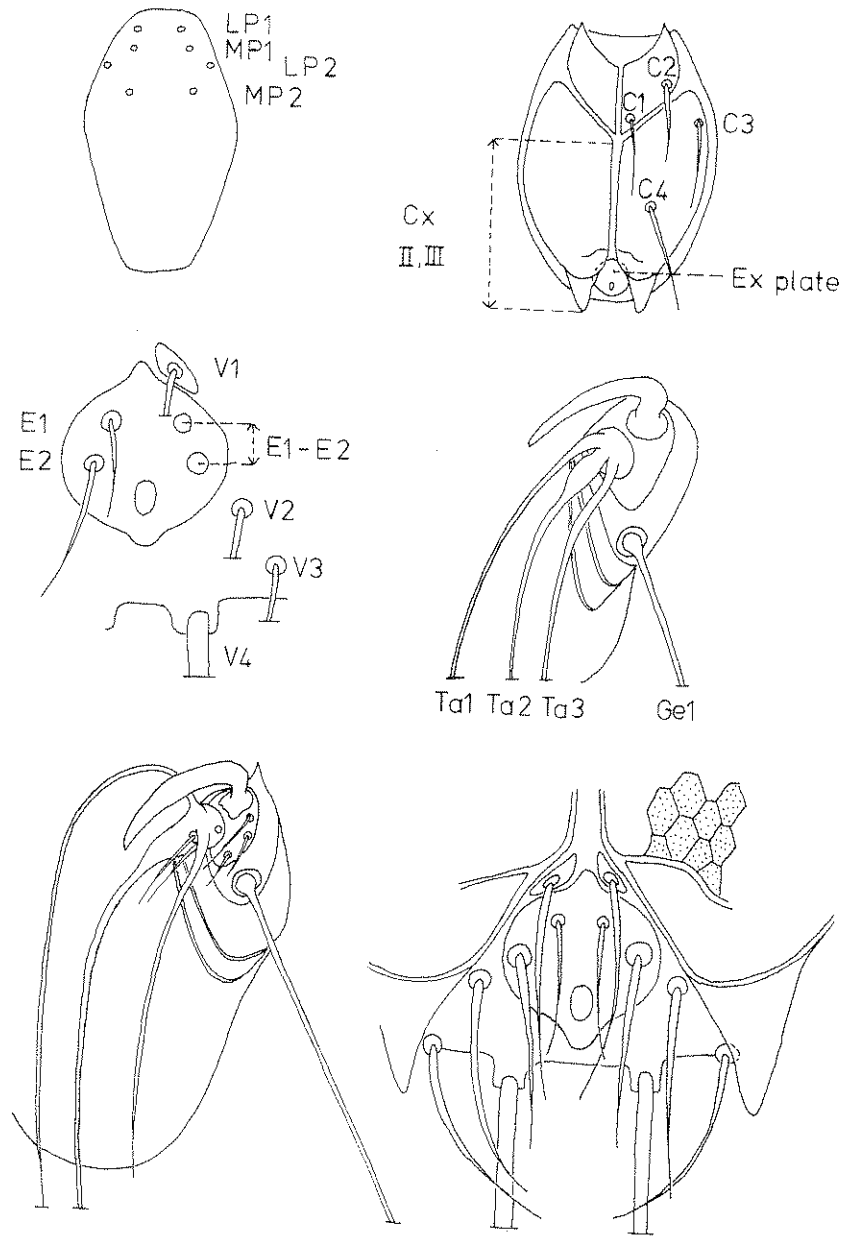 LP1
MP1
LP2
MP2
C2
C1
C3
C4
Cx
II, III
Ex plate
V1
E1
E1-E2
E2
V2
V3
V4
Ta1 Ta2 Ta3 Ge1